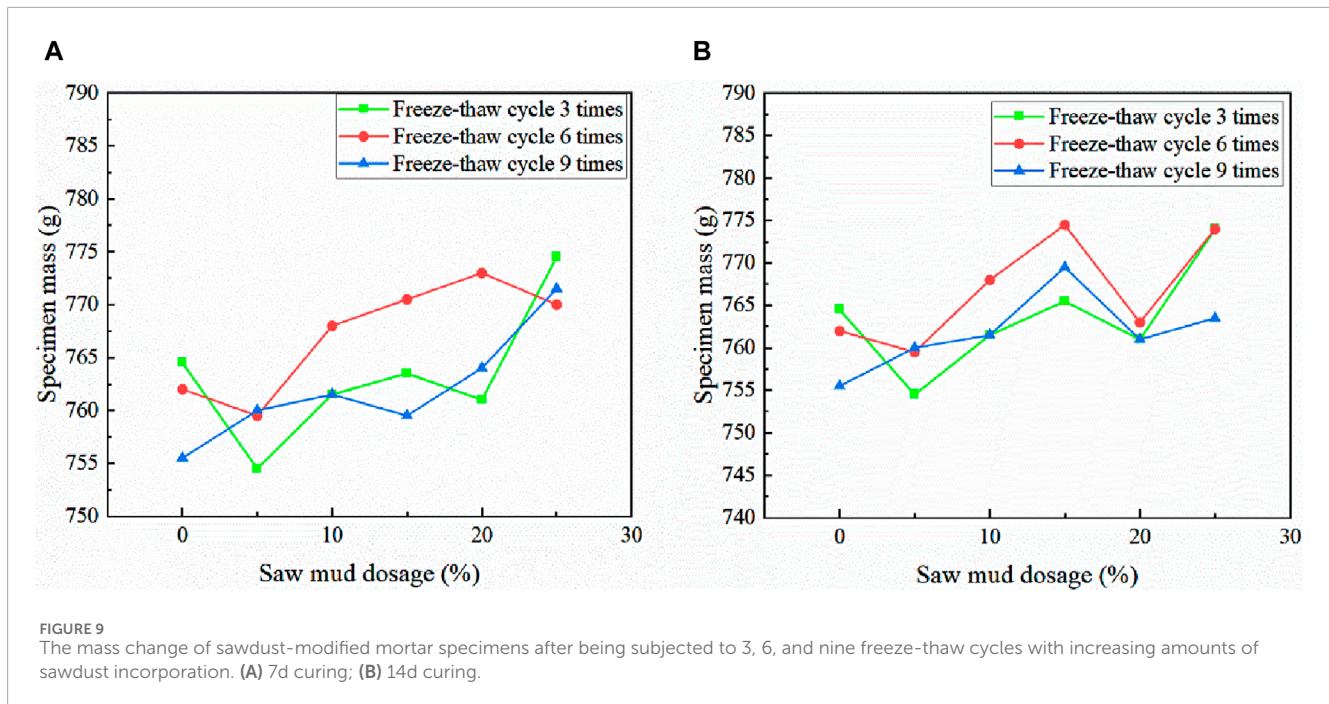 A
790
785
780
775
770
765
760
755
750
Specimen mass (g)
Freeze-thaw cycle 3 times
Freeze-thaw cycle 6 times
Freeze-thaw cycle 9 times
0
10
20
30
Saw mud dosage (%)
B
790
785
780
775
770
765
760
755
750
745
740
Specimen mass (g)
Freeze-thaw cycle 3 times
Freeze-thaw cycle 6 times
Freeze-thaw cycle 9 times
0
10
20
30
Saw mud dosage (%)
FIGURE 9
The mass change of sawdust-modified mortar specimens after being subjected to 3, 6, and nine freeze-thaw cycles with increasing amounts of
sawdust incorporation. (A) 7d curing; (B) 14d curing.